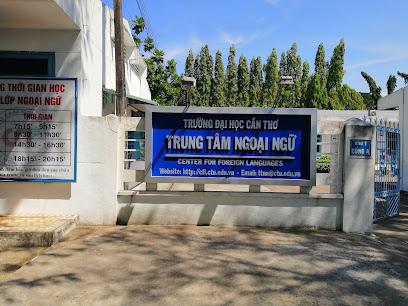 THỜI GIAN HỌC
LỚP NGOẠI NGỮ
THỜI GIAN
7h15' 9h15'
9h30' - 11h30'
14h30 - 16h30'
18h15' - 20h15'
TRƯỜNG ĐẠI HỌC CẦN THƠ
TRUNG TÂM NGOẠI NGỮ
CENTER FOR FOREIGN LANGUAGES
Website: http://cfl.ctu.edu.vn - Email: ttnn@ctu.edu.vn
CỔNG A